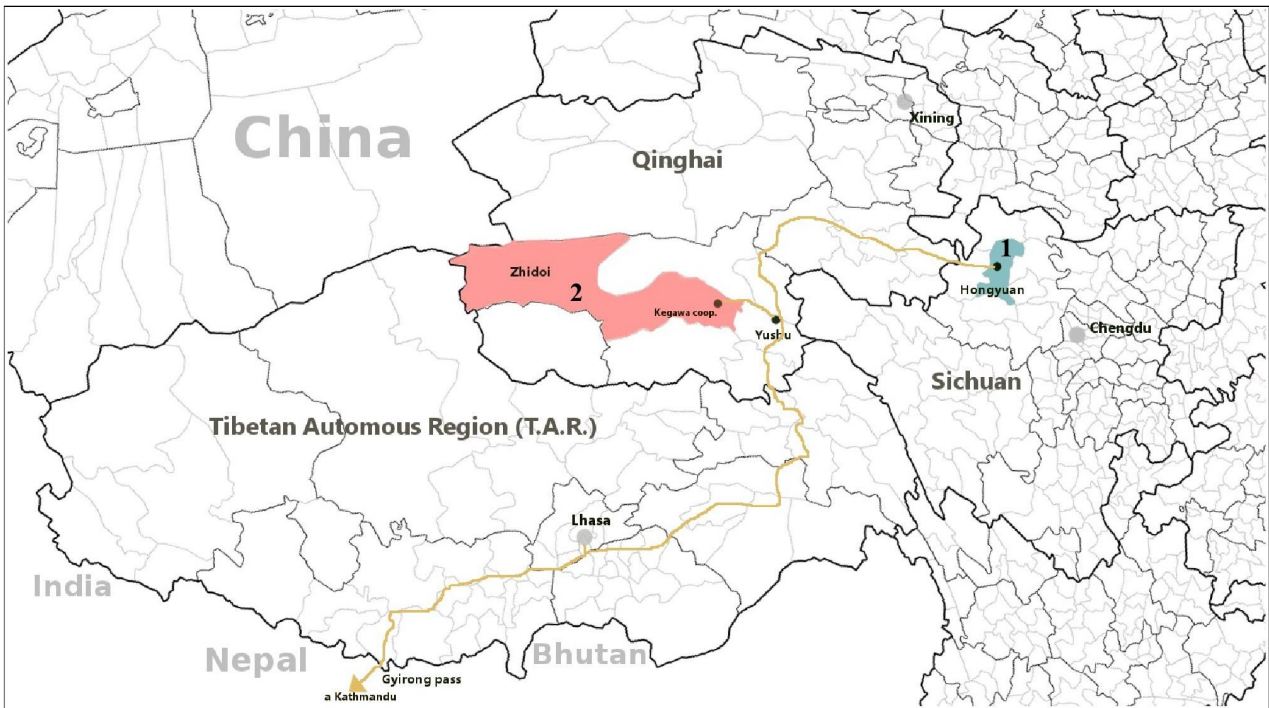 China
Xining
Qinghai
1
Zhidoi
2
Hongyuan
Kegawa coop.
Yushu
Chengdu
Sichuan
Tibetan Automous Region (T.A.R.)
Lhasa
India
Nepal
Bhutan
Gyirong pass
a Kathmandu